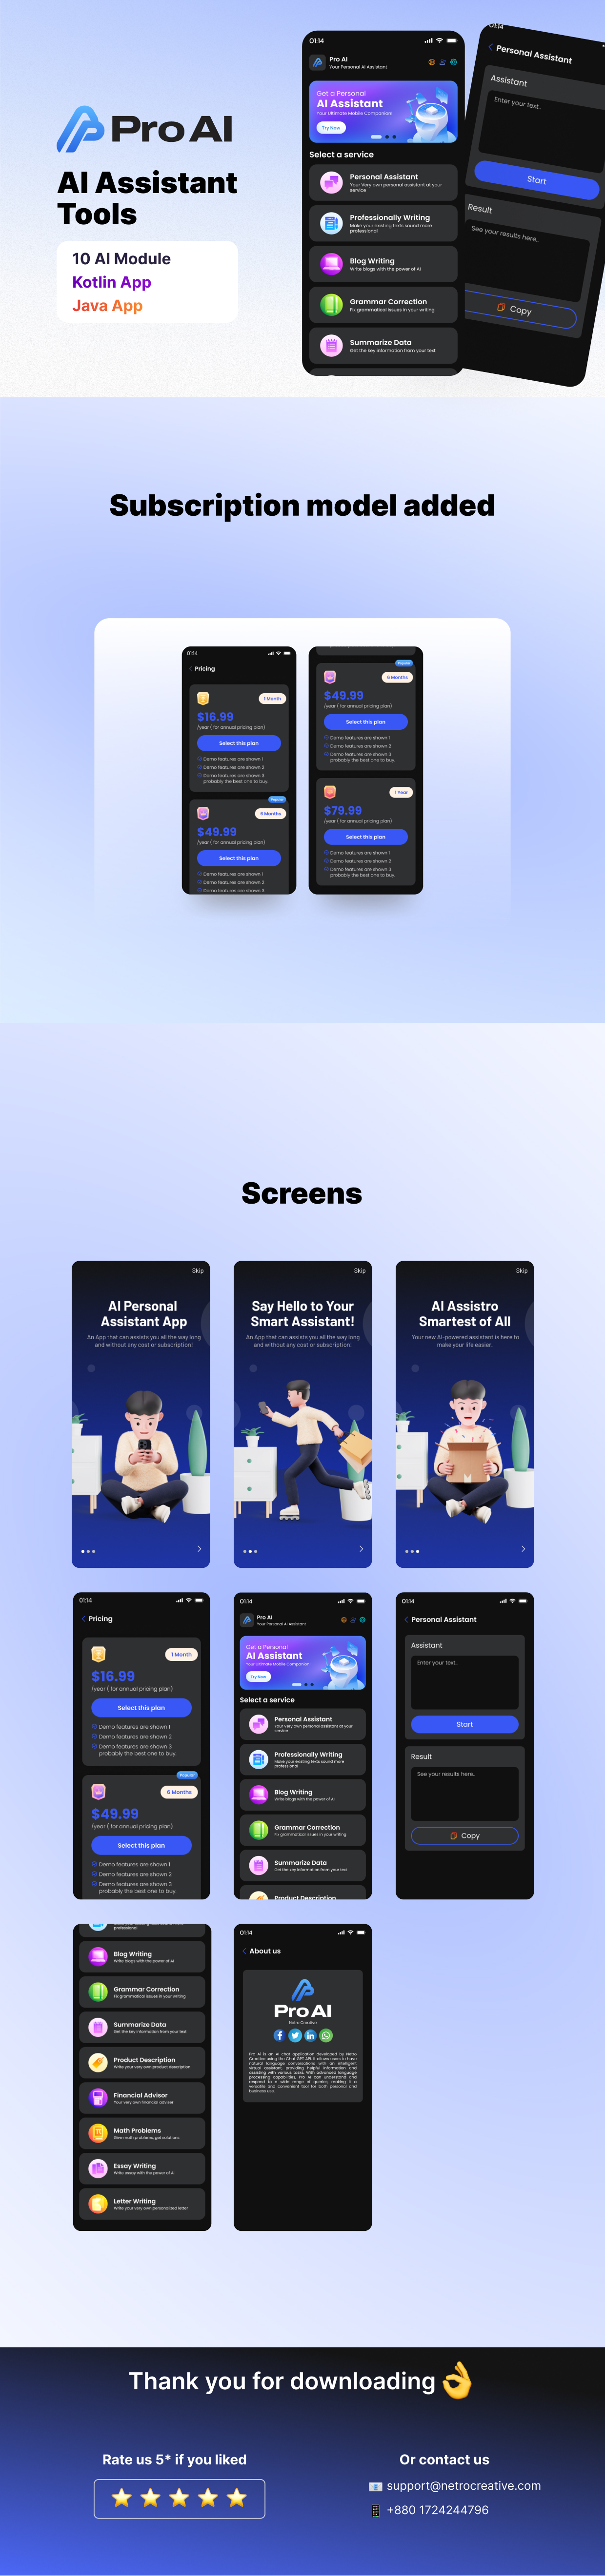 Pro AI
AI Assistant
Tools
10 AI Module
Kotlin App
Java App
01:14
Pro AI
Your Personal AI Assistant
Get a Personal
AI Assistant
Your Ultimate Mobile Companion!
Try Now
Select a service
Personal Assistant
Your Very own personal assistant at your
service
Professionally Writing
Make your existing texts sound more
professional
Blog Writing
Write blogs with the power of AI
Grammar Correction
Fix grammatical issues in your writing
Summarize Data
Get the key information from your text
01:14
Personal Assistant
Assistant
Enter your text..
Start
Result
See your results here..
Copy
Subscription model added
01:14
Pricing
1 Month
$16.99
/year ( for annual pricing plan)
Select this plan
Demo features are shown 1
Demo features are shown 2
Demo features are shown 3
probably the best one to buy.
Popular
6 Months
$49.99
/year ( for annual pricing plan)
Select this plan
Demo features are shown 1
Demo features are shown 2
Demo features are shown 3
Popular
6 Months
$49.99
/year ( for annual pricing plan)
Select this plan
Demo features are shown 1
Demo features are shown 2
Demo features are shown 3
probably the best one to buy.
1 Year
$79.99
/year ( for annual pricing plan)
Select this plan
Demo features are shown 1
Demo features are shown 2
Demo features are shown 3
probably the best one to buy.
Screens
Skip
AI Personal
Assistant App
An App that can assists you all the way long
and without any cost or subscription!
Skip
Say Hello to Your
Smart Assistant!
An App that can assists you all the way long
and without any cost or subscription!
Skip
AI Assistro
Smartest of All
Your new AI-powered assistant is here to
make your life easier.
01:14
Pricing
1 Month
$16.99
/year ( for annual pricing plan)
Select this plan
Demo features are shown 1
Demo features are shown 2
Demo features are shown 3
probably the best one to buy.
Popular
6 Months
$49.99
/year ( for annual pricing plan)
Select this plan
Demo features are shown 1
Demo features are shown 2
Demo features are shown 3
probably the best one to buy.
01:14
Pro AI
Your Personal AI Assistant
Get a Personal
AI Assistant
Your Ultimate Mobile Companion!
Try Now
Select a service
Personal Assistant
Your Very own personal assistant at your
service
Professionally Writing
Make your existing texts sound more
professional
Blog Writing
Write blogs with the power of AI
Grammar Correction
Fix grammatical issues in your writing
Summarize Data
Get the key information from your text
Product Description
01:14
Personal Assistant
Assistant
Enter your text..
Start
Result
See your results here..
Copy
professional
Blog Writing
Write blogs with the power of AI
Grammar Correction
Fix grammatical issues in your writing
Summarize Data
Get the key information from your text
Product Description
Write your very own product description
Financial Advisor
Your very own financial adviser
Math Problems
Give math problems, get solutions
Essay Writing
Write essay with the power of AI
Letter Writing
Write your very own personalized letter
01:14
About us
Pro AI
Netro Creative
Pro AI is an AI chat application developed by Netro
Creative using the Chat GPT API. It allows users to have
natural language conversations with an intelligent
virtual assistant, providing helpful information and
assisting with various tasks. With advanced language
processing capabilities, Pro AI can understand and
respond to a wide range of queries, making it a
versatile and convenient tool for both personal and
business use.
Thank you for downloading
Rate us 5* if you liked
Or contact us
support@netrocreative.com
+880 1724244796